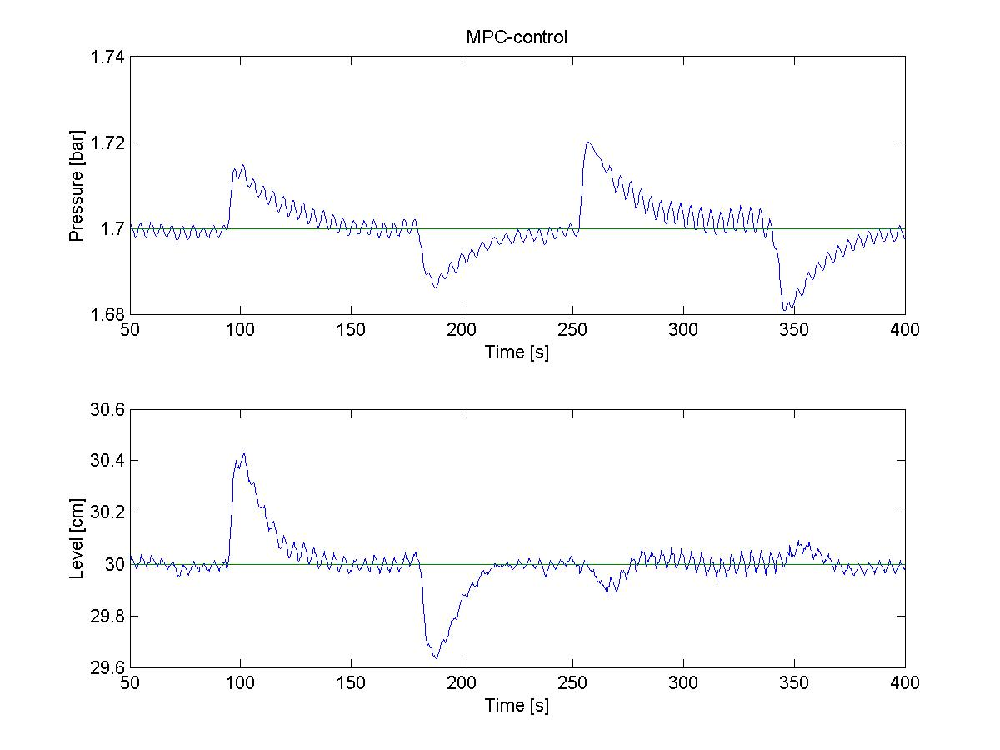 MPC-control
1.74
1.72
1.7
1.68
Pressure [bar]
50 100 150 200 250 300 350 400
Time [s]
30.6
30.4
30.2
30
29.8
29.6
Level [cm]
50 100 150 200 250 300 350 400
Time [s]